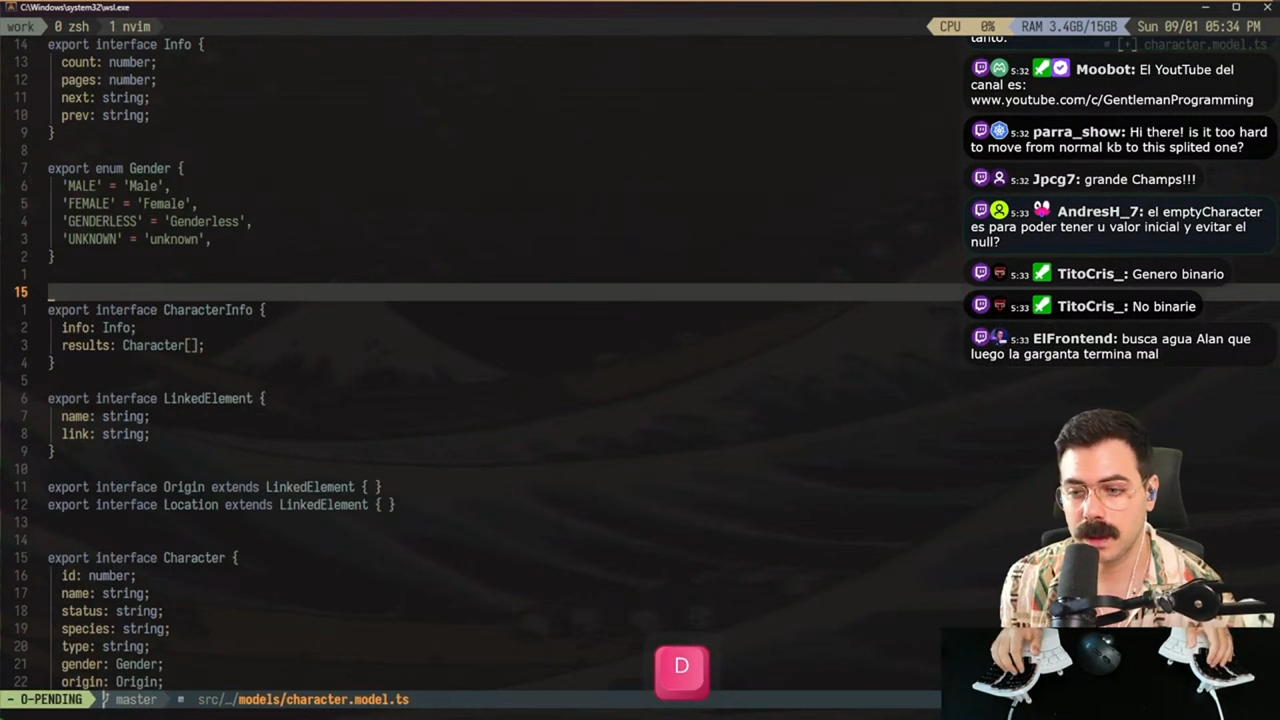 C:\Windows\system32\wsl.exe
work 0 zsh 1 nvim CPU 0% RAM 3.4GB/15GB Sun 09/01 05:34 PM
[+] character.model.ts
14 export interface Info {
13 count: number;
12 pages: number;
11 next: string;
10 prev: string;
9 }
8
7 export enum Gender {
6 'MALE' = 'Male',
5 'FEMALE' = 'Female',
4 'GENDERLESS' = 'Genderless',
3 'UNKNOWN' = 'unknown',
2 }
1
15
1 export interface CharacterInfo {
2 info: Info;
3 results: Character[];
4 }
5
6 export interface LinkedElement {
7 name: string;
8 link: string;
9 }
10
11 export interface Origin extends LinkedElement { }
12 export interface Location extends LinkedElement { }
13
14
15 export interface Character {
16 id: number;
17 name: string;
18 status: string;
19 species: string;
20 type: string;
21 gender: Gender;
22 origin: Origin;
- O-PENDING master src/…/models/character.model.ts
tanto.
5:32 Moobot: El YoutTube del
canal es:
www.youtube.com/c/GentlemanProgramming
5:32 parra_show: Hi there! is it too hard
to move from normal kb to this splited one?
5:32 Jpcg7: grande Champs!!!
5:33 AndresH_7: el emptyCharacter
es para poder tener u valor inicial y evitar el
null?
5:33 TitoCris_: Genero binario
5:33 TitoCris_: No binarie
5:33 ElFrontend: busca agua Alan que
luego la garganta termina mal
D